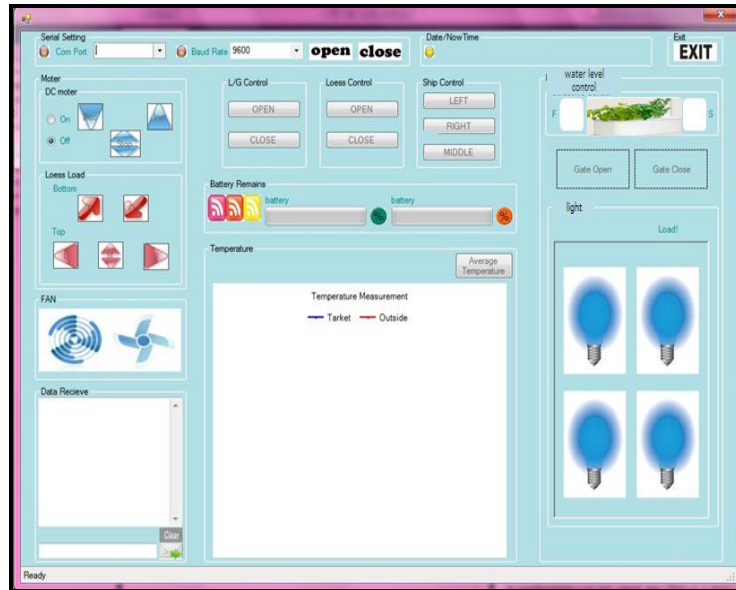 Serial Setting
Com Port
Baud Rate 9600
open close
Date/NowTime
Exit
EXIT
Moter
DC moter
On
Off
Stop
L/G Control
OPEN
CLOSE
Loess Control
OPEN
CLOSE
Ship Control
LEFT
RIGHT
MIDDLE
water level
control
F
S
Gate Open
Gate Close
Loess Load
Bottom
Top
Battery Remains
battery
%
battery
%
light
Load!
Temperature
Average
Temperature
Temperature Measurement
Tarket
Outside
FAN
Data Recieve
Clear
Ready